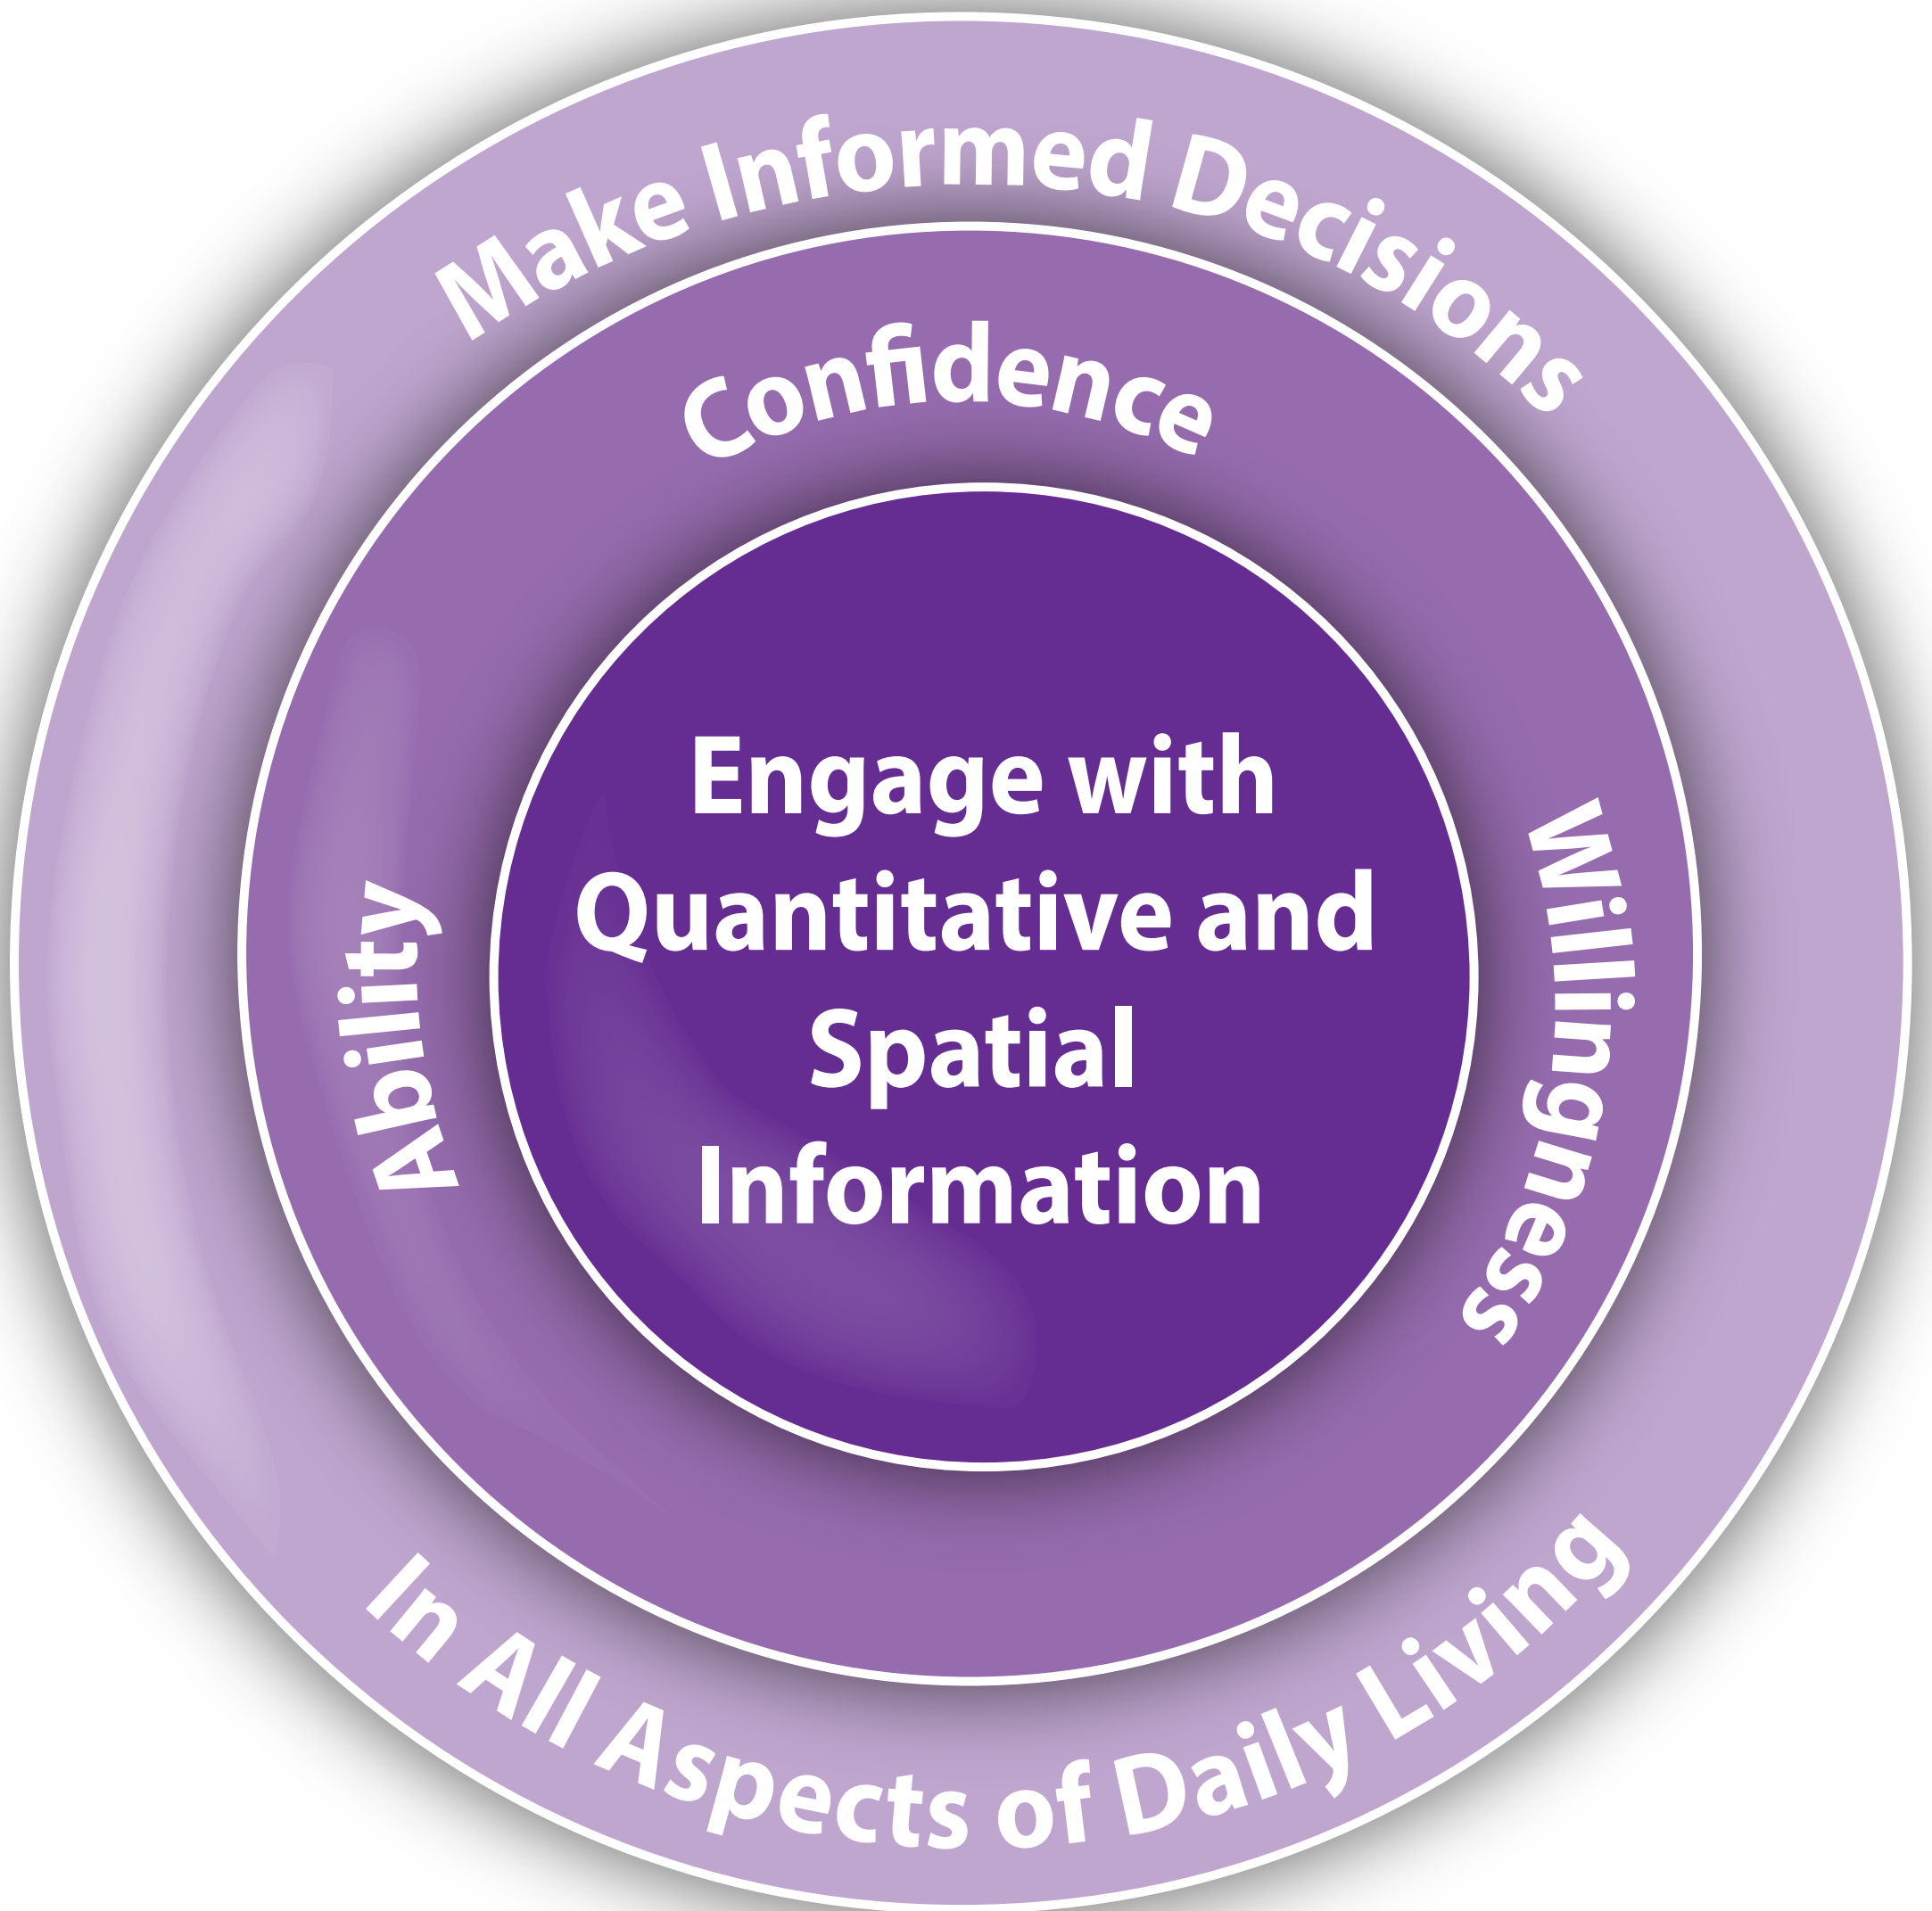 Make Informed Decisions
Confidence
Ability
Willingness
Engage with
Quantitative and
Spatial
Information
In All Aspects of Daily Living